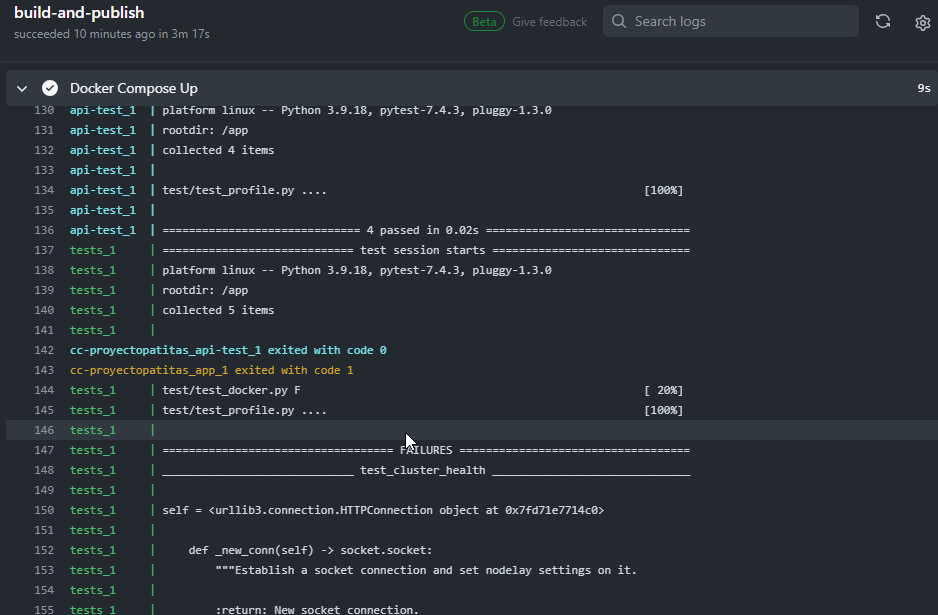 build-and-publish
succeeded 10 minutes ago in 3m 17s
Beta Give feedback
Search logs
Docker Compose Up 9s
130 api-test_1 | platform linux -- Python 3.9.18, pytest-7.4.3, pluggy-1.3.0
131 api-test_1 | rootdir: /app
132 api-test_1 | collected 4 items
133 api-test_1 |
134 api-test_1 | test/test_profile.py .... [100%]
135 api-test_1 |
136 api-test_1 | ============================== 4 passed in 0.02s ===============================
137 tests_1 | ============================= test session starts ==============================
138 tests_1 | platform linux -- Python 3.9.18, pytest-7.4.3, pluggy-1.3.0
139 tests_1 | rootdir: /app
140 tests_1 | collected 5 items
141 tests_1 |
142 cc-proyectopatitas_api-test_1 exited with code 0
143 cc-proyectopatitas_app_1 exited with code 1
144 tests_1 | test/test_docker.py F [ 20%]
145 tests_1 | test/test_profile.py .... [100%]
146 tests_1 |
147 tests_1 | =================================== FAILURES ===================================
148 tests_1 | _____________________________ test_cluster_health ______________________________
149 tests_1 |
150 tests_1 | self = <urllib3.connection.HTTPConnection object at 0x7fd71e7714c0>
151 tests_1 |
152 tests_1 | def _new_conn(self) -> socket.socket:
153 tests_1 | """Establish a socket connection and set nodelay settings on it.
154 tests_1 |
155 tests_1 | :return: New socket connection.